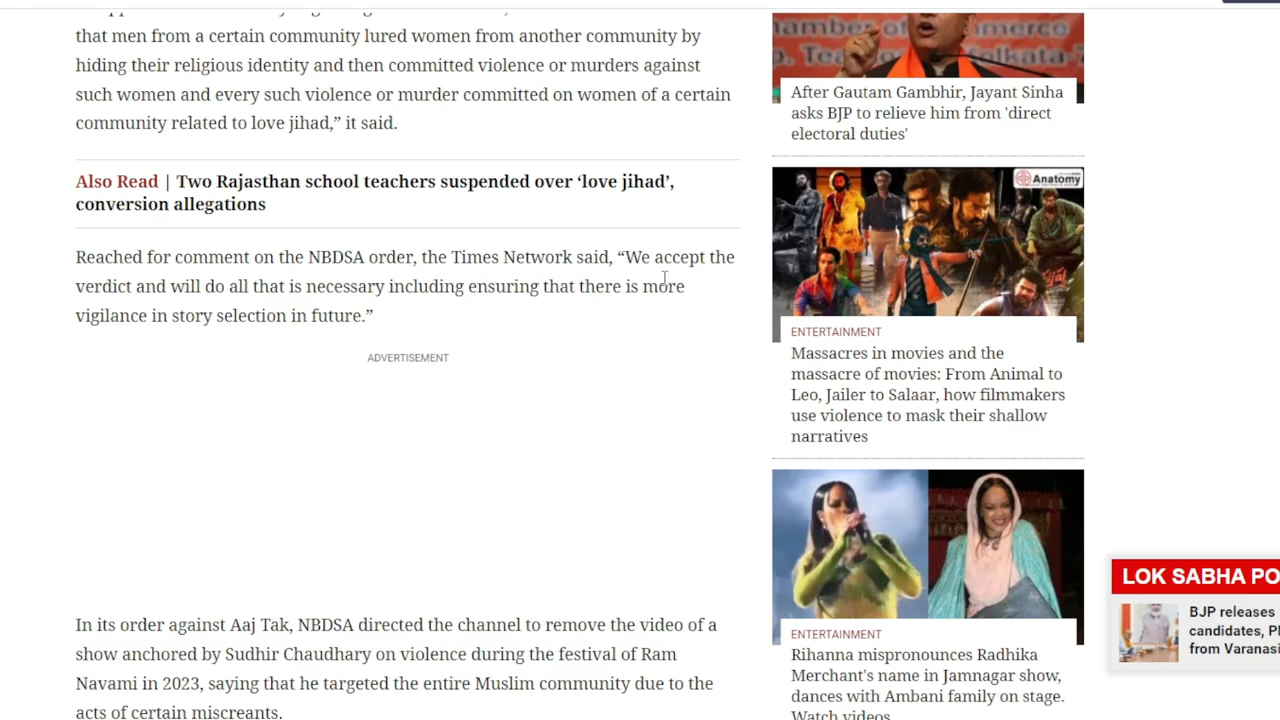 that men from a certain community lured women from another community by
hiding their religious identity and then committed violence or murders against
such women and every such violence or murder committed on women of a certain
community related to love jihad,” it said.
Also Read | Two Rajasthan school teachers suspended over ‘love jihad’,
conversion allegations
Reached for comment on the NBDSA order, the Times Network said, “We accept the
verdict and will do all that is necessary including ensuring that there is more
vigilance in story selection in future.”
ADVERTISEMENT
In its order against Aaj Tak, NBDSA directed the channel to remove the video of a
show anchored by Sudhir Chaudhary on violence during the festival of Ram
Navami in 2023, saying that he targeted the entire Muslim community due to the
acts of certain miscreants.
After Gautam Gambhir, Jayant Sinha
asks BJP to relieve him from 'direct
electoral duties'
Anatomy
ENTERTAINMENT
Massacres in movies and the
massacre of movies: From Animal to
Leo, Jailer to Salaar, how filmmakers
use violence to mask their shallow
narratives
ENTERTAINMENT
Rihanna mispronounces Radhika
Merchant's name in Jamnagar show,
dances with Ambani family on stage.
Watch videos
LOK SABHA PO
BJP releases
candidates, P
from Varanasi